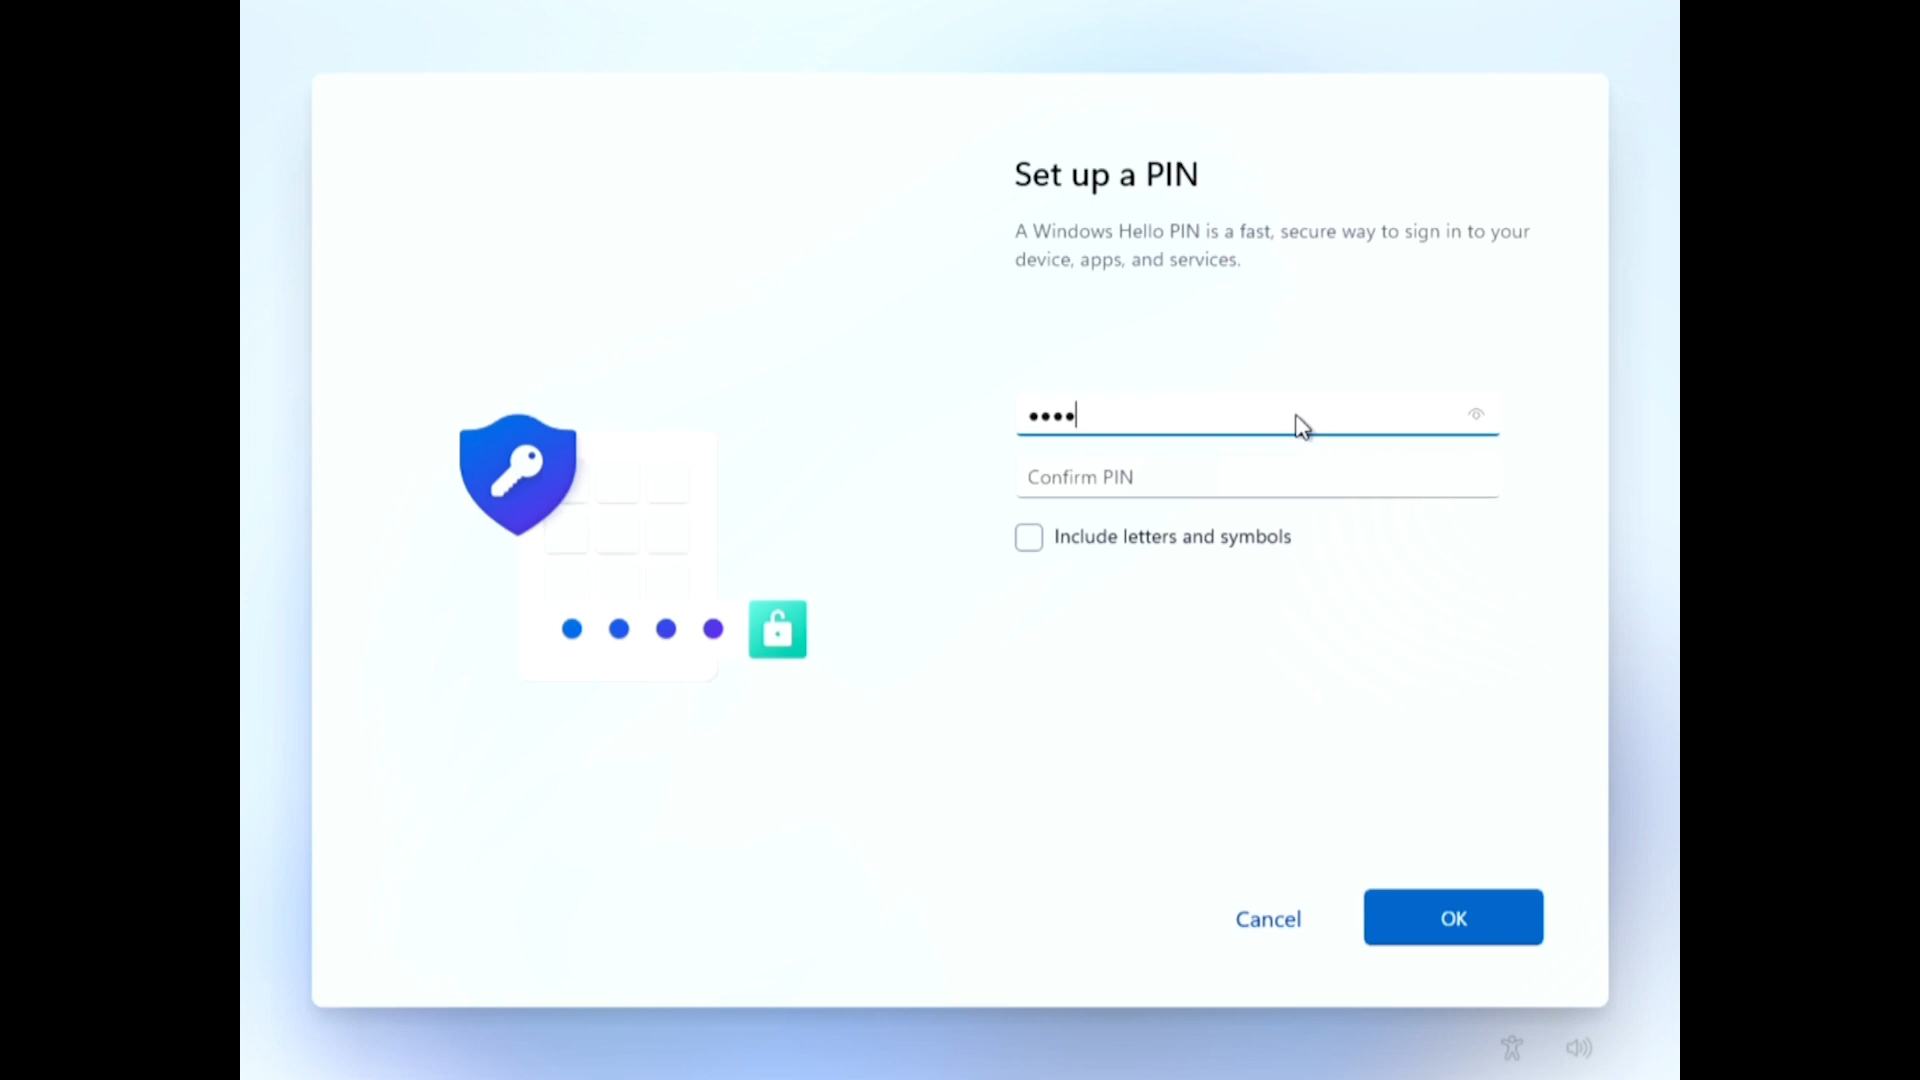 Set up a PIN
A Windows Hello PIN is a fast, secure way to sign in to your
device, apps, and services.
••••
Confirm PIN
Include letters and symbols
Cancel
OK